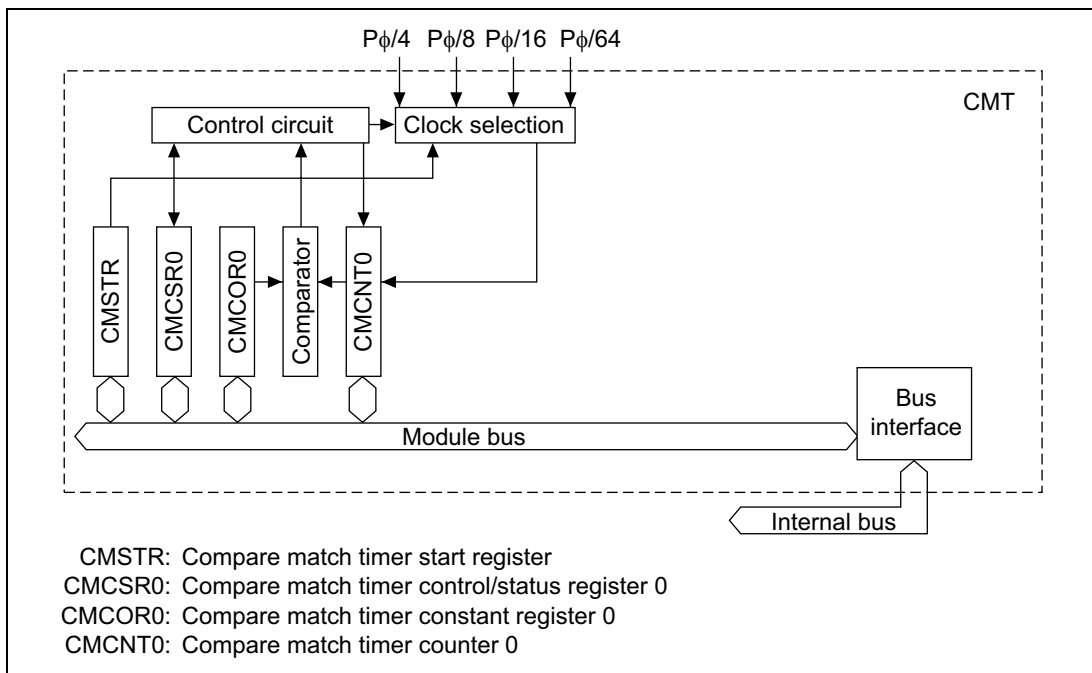 Pϕ/4 Pϕ/8 Pϕ/16 Pϕ/64
CMT
Control circuit
Clock selection
CMSTR
CMCSR0
CMCOR0
Comparator
CMCNT0
Bus
interface
Module bus
Internal bus
CMSTR: Compare match timer start register
CMCSR0: Compare match timer control/status register 0
CMCOR0: Compare match timer constant register 0
CMCNT0: Compare match timer counter 0